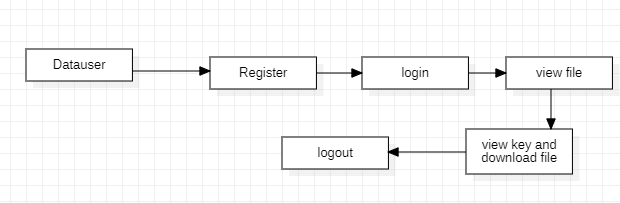 Datauser
Register
login
view file
view key and
download file
logout